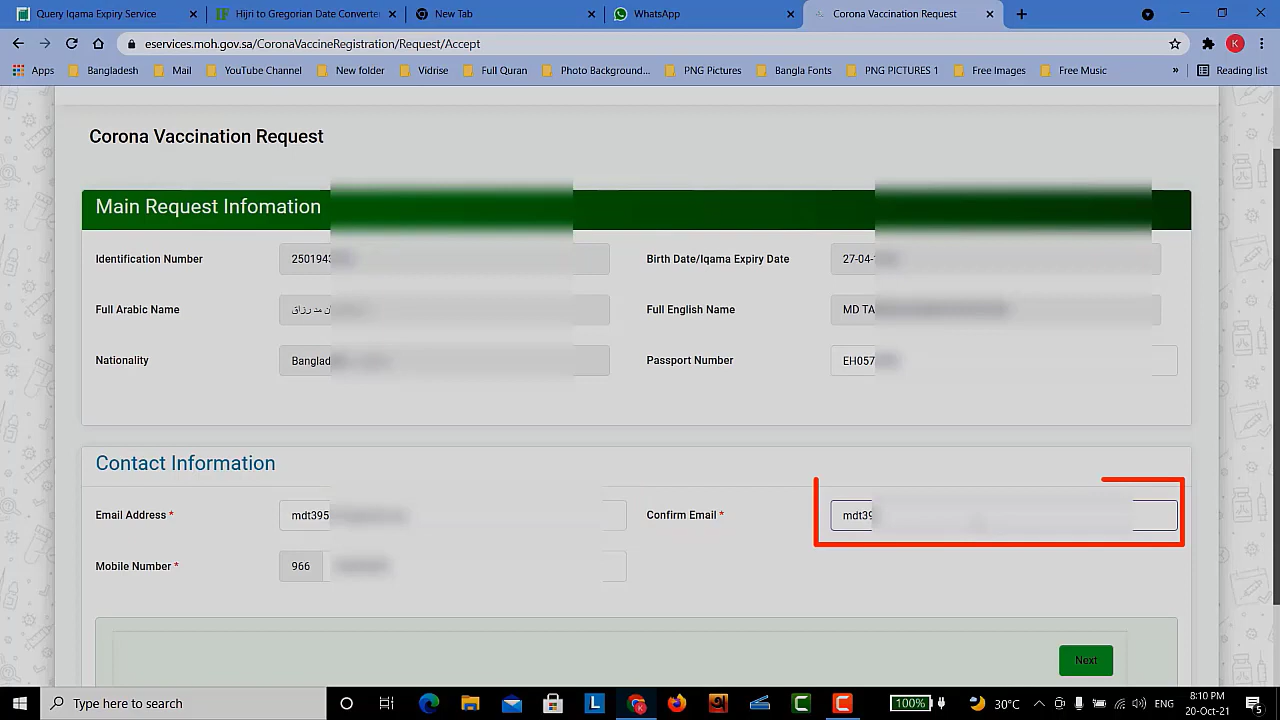 Query Iqama Expiry Service
Hijri to Gregorian Date Converter
New Tab
WhatsApp
Corona Vaccination Request
K
eservices.moh.gov.sa/CoronaVaccineRegistration/Request/Accept
Apps Bangladesh Mail YouTube Channel New folder Vidrise Full Quran Photo Background... PNG Pictures Bangla Fonts PNG PICTURES 1 Free Images Free Music » Reading list
Corona Vaccination Request
Main Request Infomation
Identification Number 250194 Birth Date/Iqama Expiry Date 27-04-
Full Arabic Name ن مد رزاق Full English Name MD TA
Nationality Banglad Passport Number EH057
Contact Information
Email Address * mdt395 Confirm Email * mdt39
Mobile Number * 966
Next
Type here to search
100% 30°C ENG 8:10 PM
20-Oct-21
5